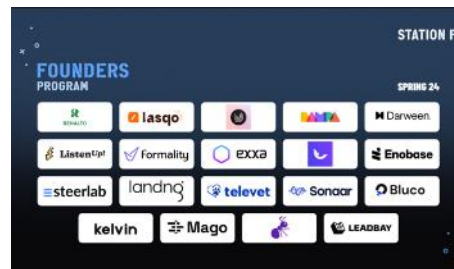 STATION F
FOUNDERS
PROGRAM
SPRING 24
lasqo
Darween.
ListenUp!
Formality
exxa
Enobase
steerlab
landng
televet
Sonaar
Bluco
kelvin
Mago
LEADBAY